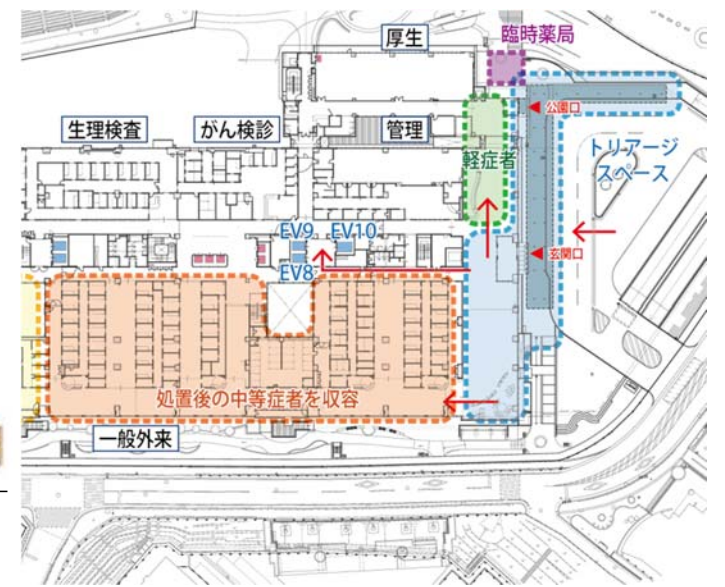 厚生
臨時薬局
公園口
生理検査
がん検診
管理
軽症者
トリアージ
スペース
EV9
EV10
玄関口
EV8
処置後の中等症者を収容
一般外来